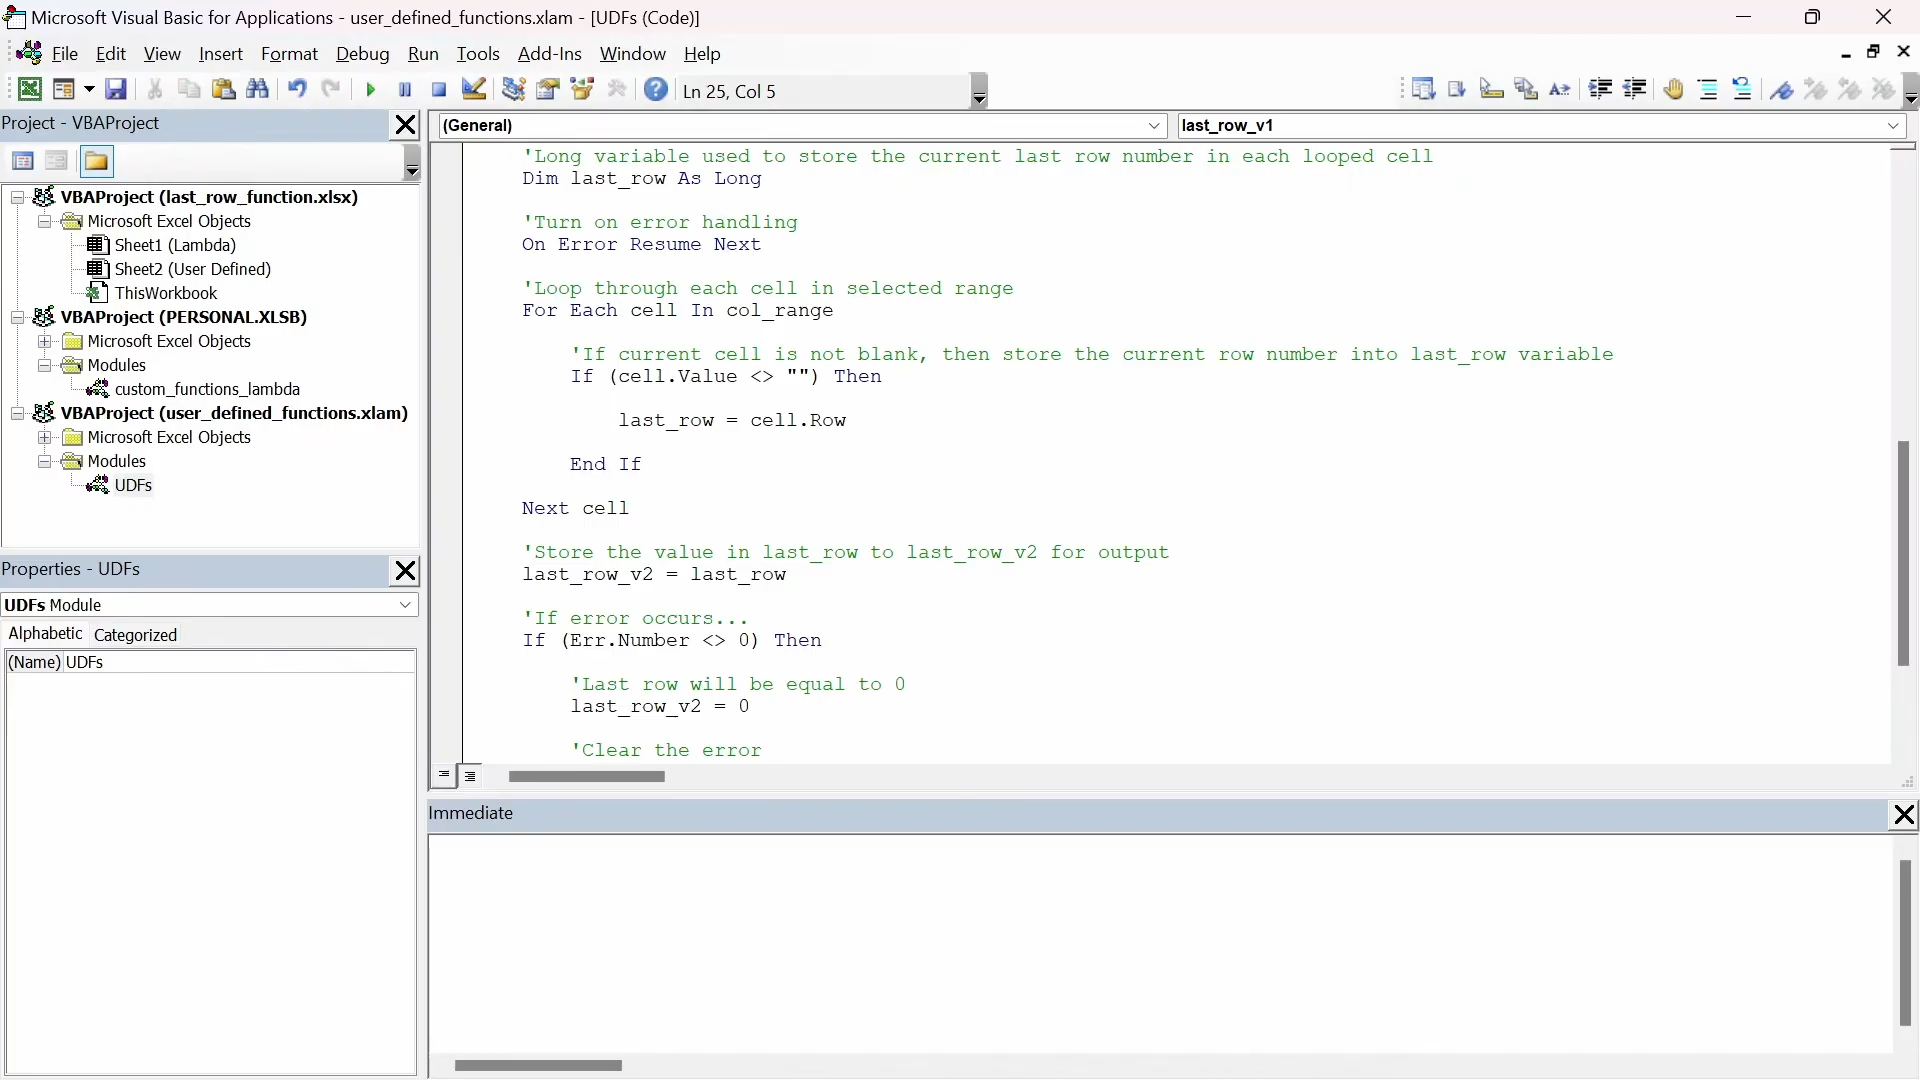 Microsoft Visual Basic for Applications - user_defined_functions.xlam - [UDFs (Code)]
File Edit View Insert Format Debug Run Tools Add-Ins Window Help
Ln 25, Col 5
Project - VBAProject
VBAProject (last_row_function.xlsx)
Microsoft Excel Objects
Sheet1 (Lambda)
Sheet2 (User Defined)
ThisWorkbook
VBAProject (PERSONAL.XLSB)
Microsoft Excel Objects
Modules
custom_functions_lambda
VBAProject (user_defined_functions.xlam)
Microsoft Excel Objects
Modules
UDFs
Properties - UDFs
UDFs Module
Alphabetic Categorized
(Name) UDFs
(General) last_row_v1
'Long variable used to store the current last row number in each looped cell
Dim last_row As Long
'Turn on error handling
On Error Resume Next
'Loop through each cell in selected range
For Each cell In col_range
'If current cell is not blank, then store the current row number into last_row variable
If (cell.Value <> "") Then
last_row = cell.Row
End If
Next cell
'Store the value in last_row to last_row_v2 for output
last_row_v2 = last_row
'If error occurs...
If (Err.Number <> 0) Then
'Last row will be equal to 0
last_row_v2 = 0
'Clear the error
Immediate